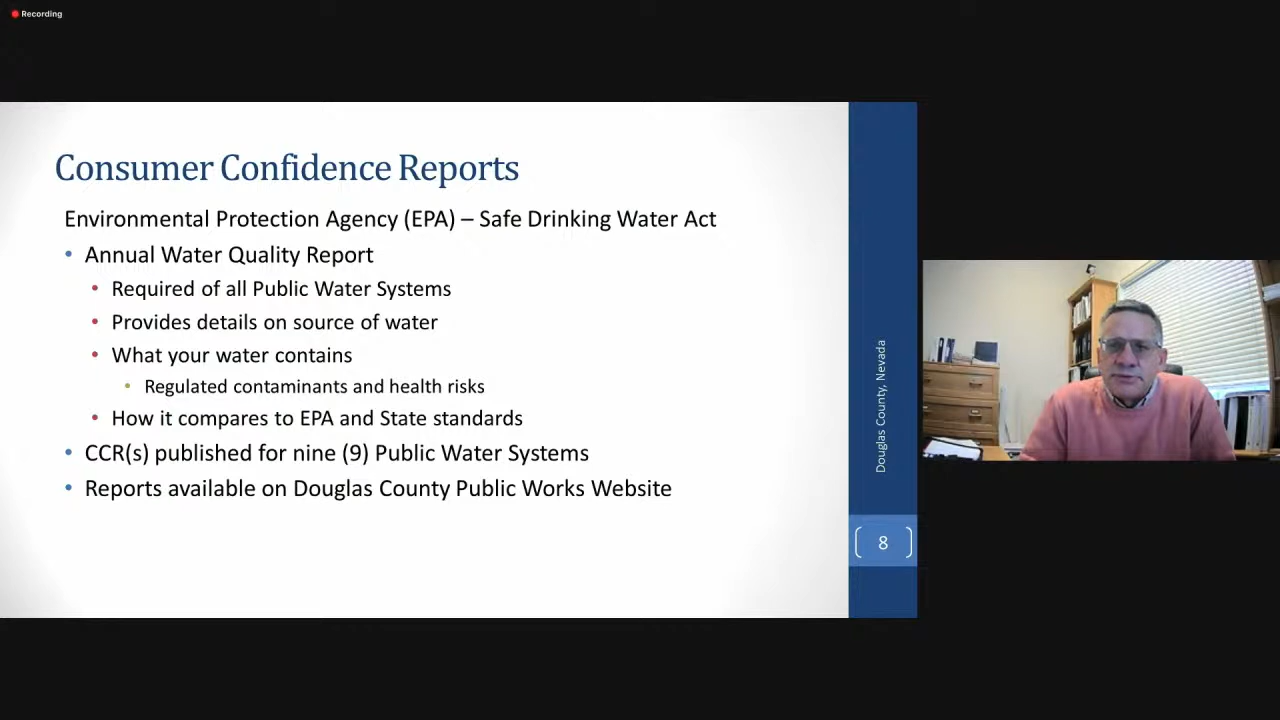 Recording
Consumer Confidence Reports
Environmental Protection Agency (EPA) – Safe Drinking Water Act
• Annual Water Quality Report
• Required of all Public Water Systems
• Provides details on source of water
• What your water contains
• Regulated contaminants and health risks
• How it compares to EPA and State standards
• CCR(s) published for nine (9) Public Water Systems
• Reports available on Douglas County Public Works Website
Douglas County, Nevada
8